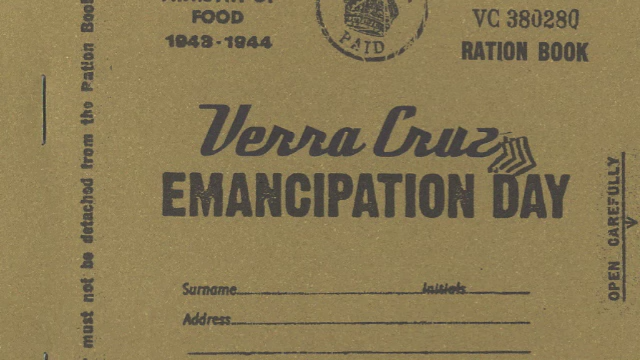 FOOD
1943-1944
PAID
VC 380280
RATION BOOK
Verra Cruz
EMANCIPATION DAY
Surname
Initials
Address
must not be detached from the Ration Book
OPEN CAREFULLY